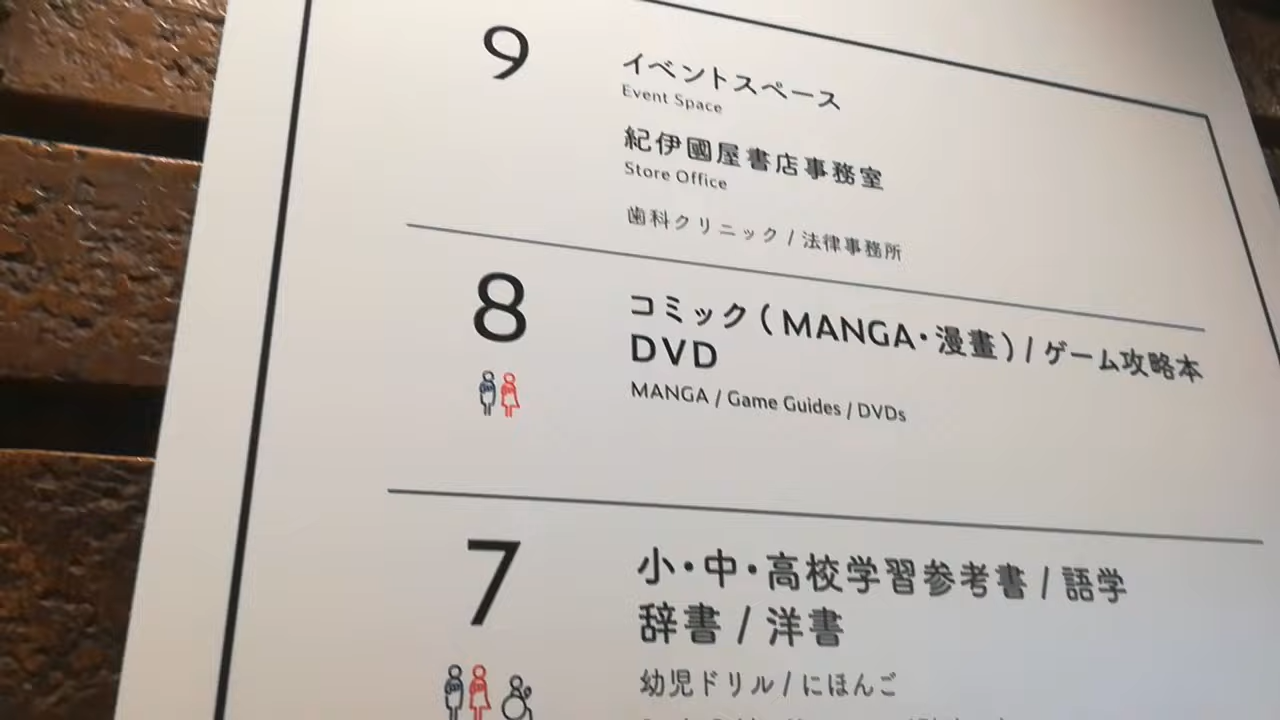 9
イベントスペース
Event Space
紀伊國屋書店事務室
Store Office
歯科クリニック / 法律事務所
8
コミック（MANGA・漫畫）/ ゲーム攻略本
DVD
MANGA / Game Guides / DVDs
7
小・中・高校学習参考書 / 語学
辞書 / 洋書
幼児ドリル / にほんご